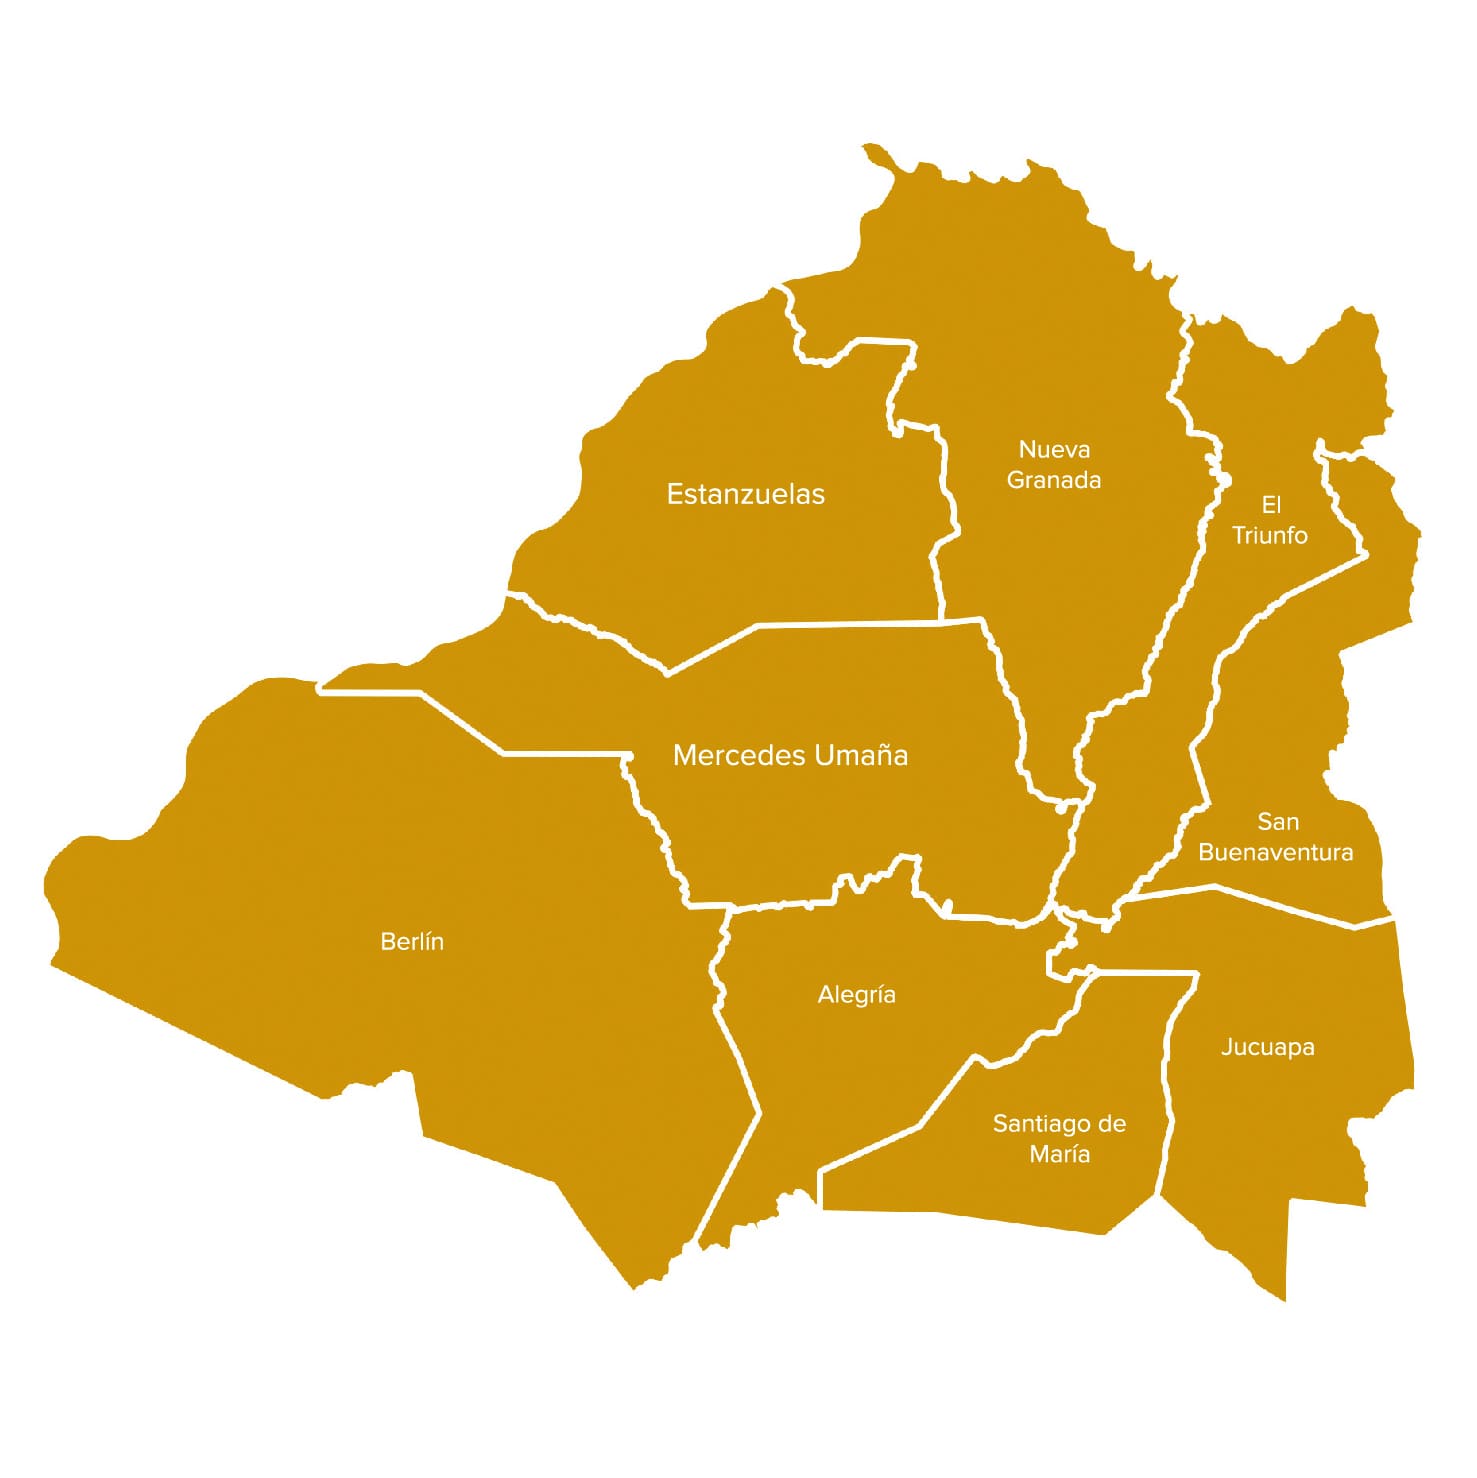 Nueva
Granada
Estanzuelas
El
Triunfo
Mercedes Umaña
San
Buenaventura
Berlín
Alegría
Jucuapa
Santiago de
María